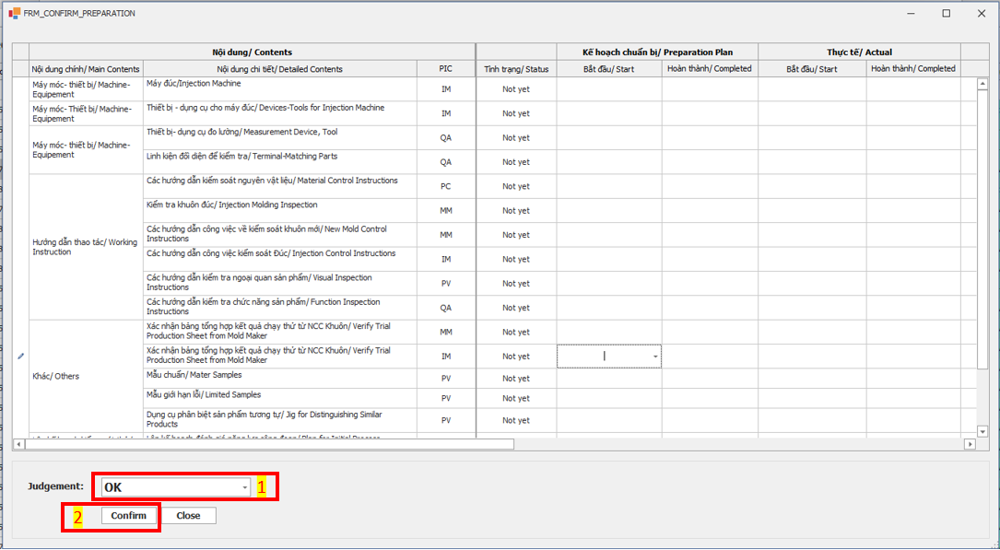 FRM_CONFIRM_PREPARATION
Nội dung/ Contents
Kế hoạch chuẩn bị/ Preparation Plan
Thực tế/ Actual
Nội dung chính/ Main Contents
Nội dung chi tiết/ Detailed Contents
PIC
Tình trạng/ Status
Bắt đầu/ Start
Hoàn thành/ Completed
Bắt đầu/ Start
Hoàn thành/ Completed
Máy móc- thiết bị/ Machine-
Equipement
Máy đúc/Injection Machine
IM
Not yet
Máy móc- Thiết bị/ Machine-
Equipement
Thiết bị - dụng cụ cho máy đúc/ Devices-Tools for Injection Machine
IM
Not yet
Máy móc- thiết bị/ Machine-
Equipement
Thiết bị- dụng cụ đo lường/ Measurement Device, Tool
QA
Not yet
Linh kiện đối diện để kiểm tra/ Terminal-Matching Parts
QA
Not yet
Hướng dẫn thao tác/ Working
Instruction
Các hướng dẫn kiểm soát nguyên vật liệu/ Material Control Instructions
PC
Not yet
Kiểm tra khuôn đúc/ Injection Molding Inspection
MM
Not yet
Các hướng dẫn công việc về kiểm soát khuôn mới/ New Mold Control
Instructions
MM
Not yet
Các hướng dẫn công việc kiểm soát Đúc/ Injection Control Instructions
IM
Not yet
Các hướng dẫn kiểm tra ngoại quan sản phẩm/ Visual Inspection
Instructions
PV
Not yet
Các hướng dẫn kiểm tra chức năng sản phẩm/ Function Inspection
Instructions
QA
Not yet
Khác/ Others
Xác nhận bảng tổng hợp kết quả chạy thử từ NCC Khuôn/ Verify Trial
Production Sheet from Mold Maker
MM
Not yet
Xác nhận bảng tổng hợp kết quả chạy thử từ NCC Khuôn/ Verify Trial
Production Sheet from Mold Maker
IM
Not yet
Mẫu chuẩn/ Mater Samples
PV
Not yet
Mẫu giới hạn lỗi/ Limited Samples
PV
Not yet
Dụng cụ phân biệt sản phẩm tương tự/ Jig for Distinguishing Similar
Products
PV
Not yet
Judgement:
OK
1
2
Confirm
Close